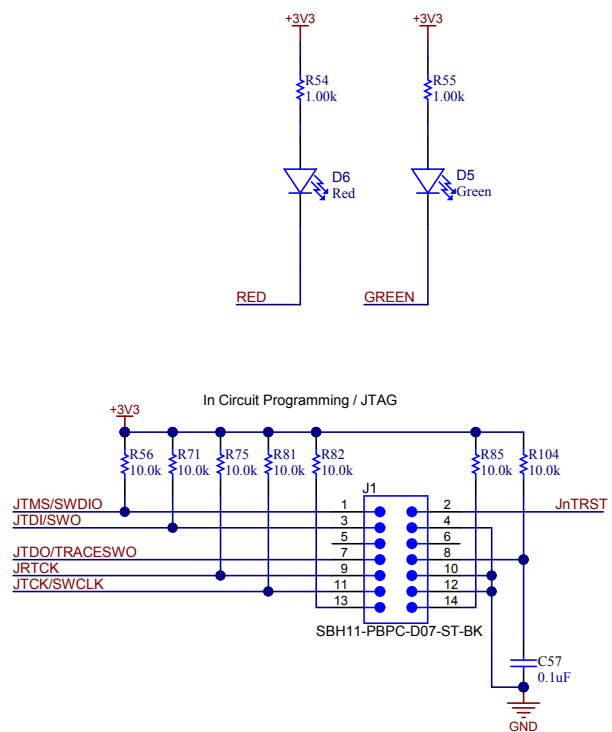 +3V3 +3V3
R54 R55
1.00k 1.00k
D6 D5
Red Green
RED GREEN
In Circuit Programming / JTAG
+3V3
R56 R71 R75 R81 R82 R85 R104
10.0k 10.0k 10.0k 10.0k 10.0k 10.0k 10.0k
J1
JTMS/SWDIO 1 2 JnTRST
JTDI/SWO 3 4
5 6
JTDO/TRACESWO 7 8
JRTCK 9 10
JTCK/SWCLK 11 12
13 14
SBH11-PBPC-D07-ST-BK
C57
0.1uF
GND